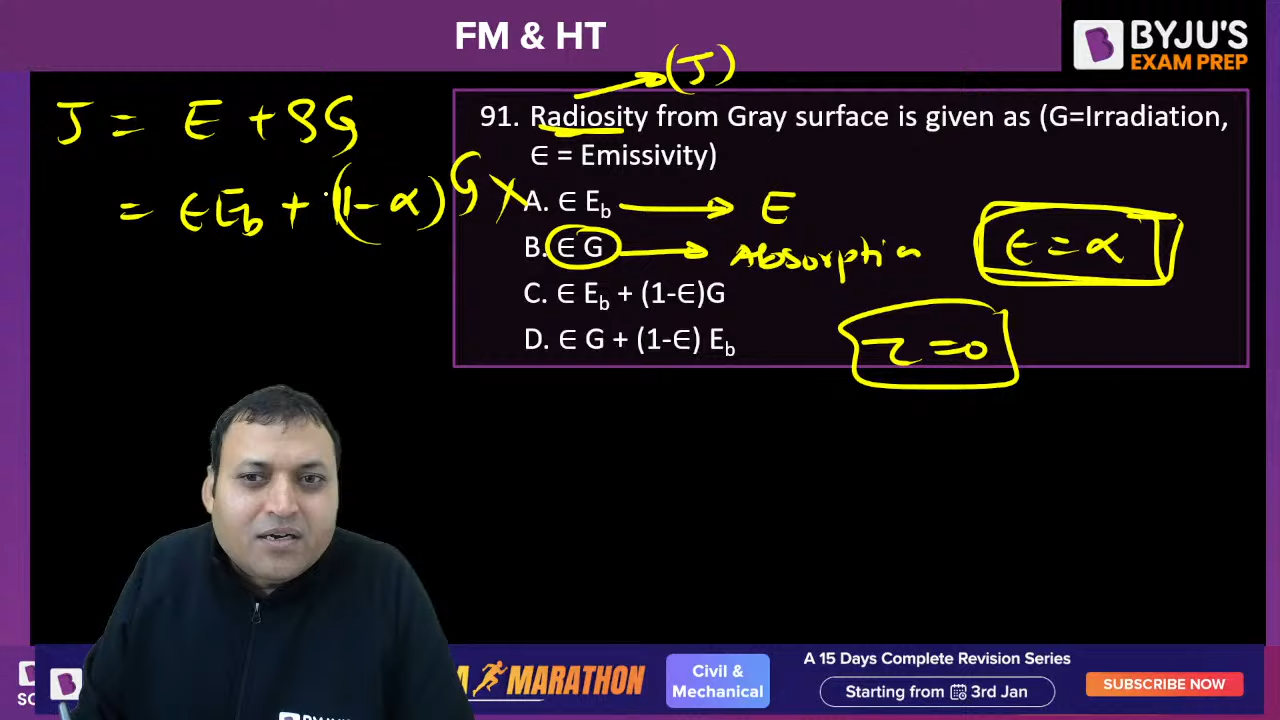 FM & HT
BYJU'S
EXAM PREP
(J)
J = E + ρG
= ∈E_b + (1-α) G
91. Radiosity from Gray surface is given as (G=Irradiation,
∈ = Emissivity)
A. ∈ E_b → E
B. ∈ G → Absorption
C. ∈ E_b + (1-∈)G
D. ∈ G + (1-∈) E_b
∈ = α
τ = 0
MARATHON
Civil &
Mechanical
A 15 Days Complete Revision Series
Starting from 3rd Jan
SUBSCRIBE NOW
BYJU'S